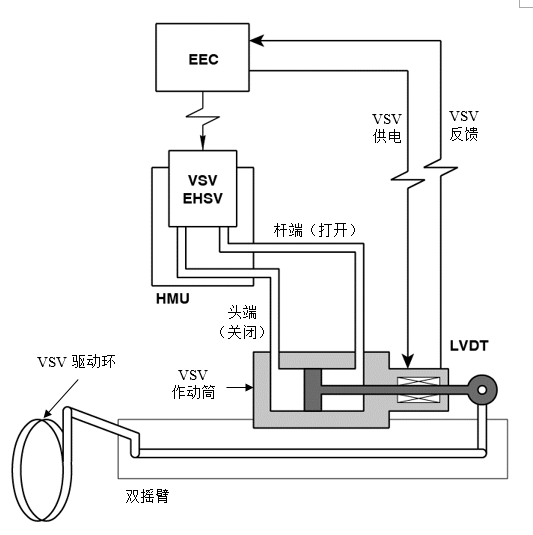 EEC
VSV
供电
VSV
反馈
VSV
EHSV
杆端（打开）
HMU
头端
（关闭）
LVDT
VSV 驱动环
VSV
作动筒
双摇臂